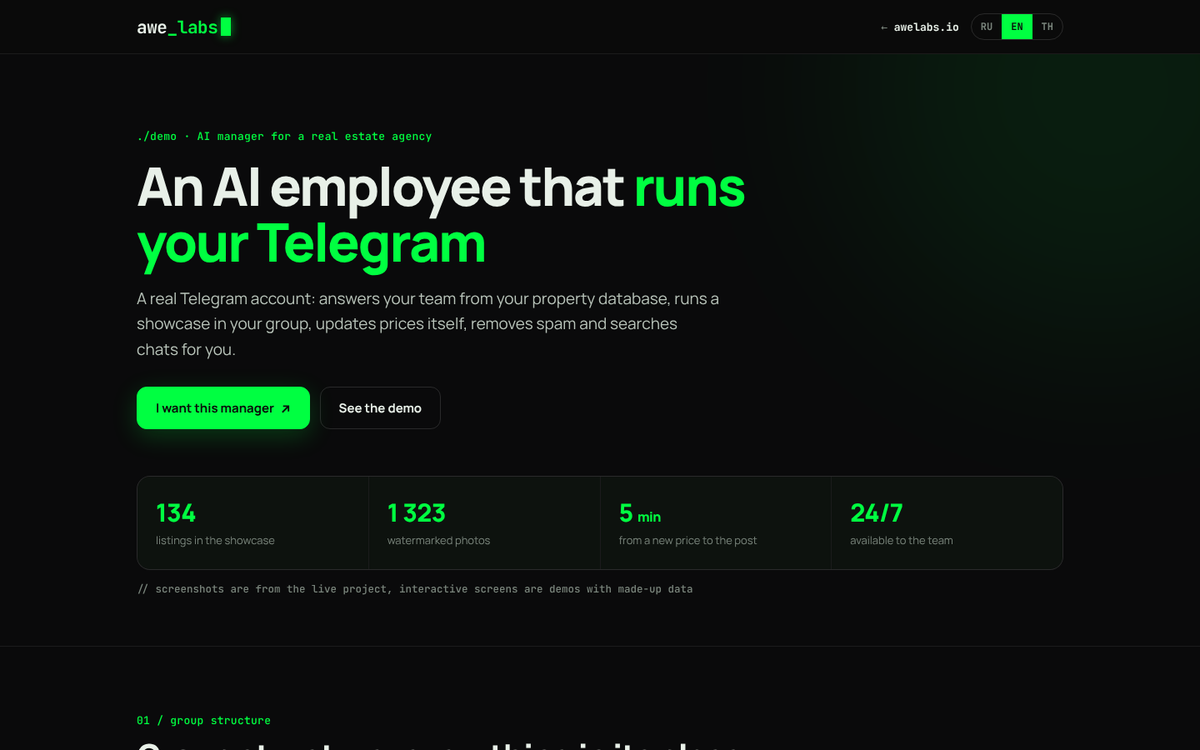 awe_labs
← awelabs.io
RU EN TH
./demo · AI manager for a real estate agency
An AI employee that runs
your Telegram
A real Telegram account: answers your team from your property database, runs a
showcase in your group, updates prices itself, removes spam and searches
chats for you.
I want this manager ↗
See the demo
134
listings in the showcase
1 323
watermarked photos
5 min
from a new price to the post
24/7
available to the team
// screenshots are from the live project, interactive screens are demos with made-up data
01 / group structure